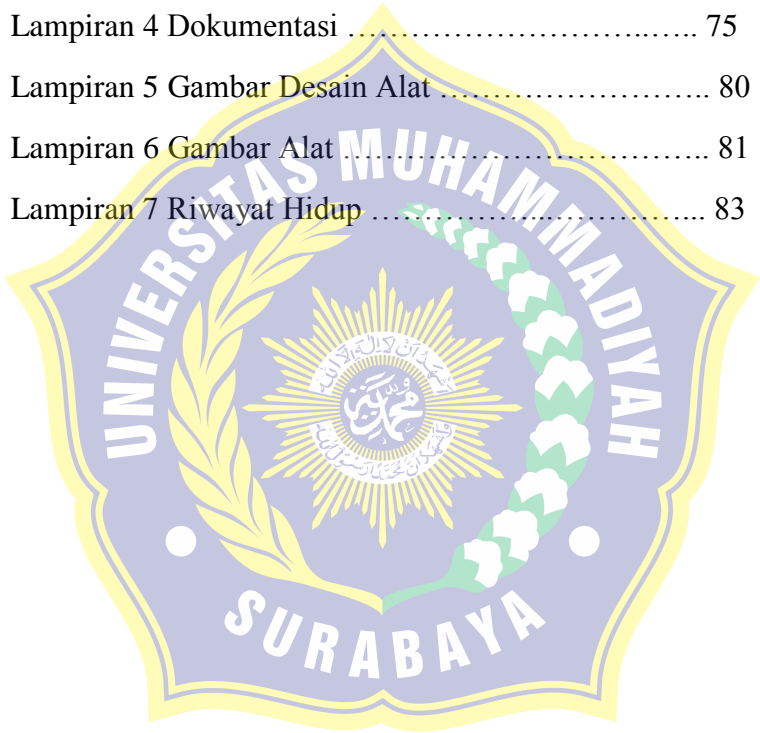 Lampiran 4 Dokumentasi ……………………..….. 75
Lampiran 5 Gambar Desain Alat …………………….. 80
Lampiran 6 Gambar Alat …………………………….. 81
Lampiran 7 Riwayat Hidup ……………..…………... 83
UNIVERSITAS MUHAMMADIYAH
محمدية
SURABAYA